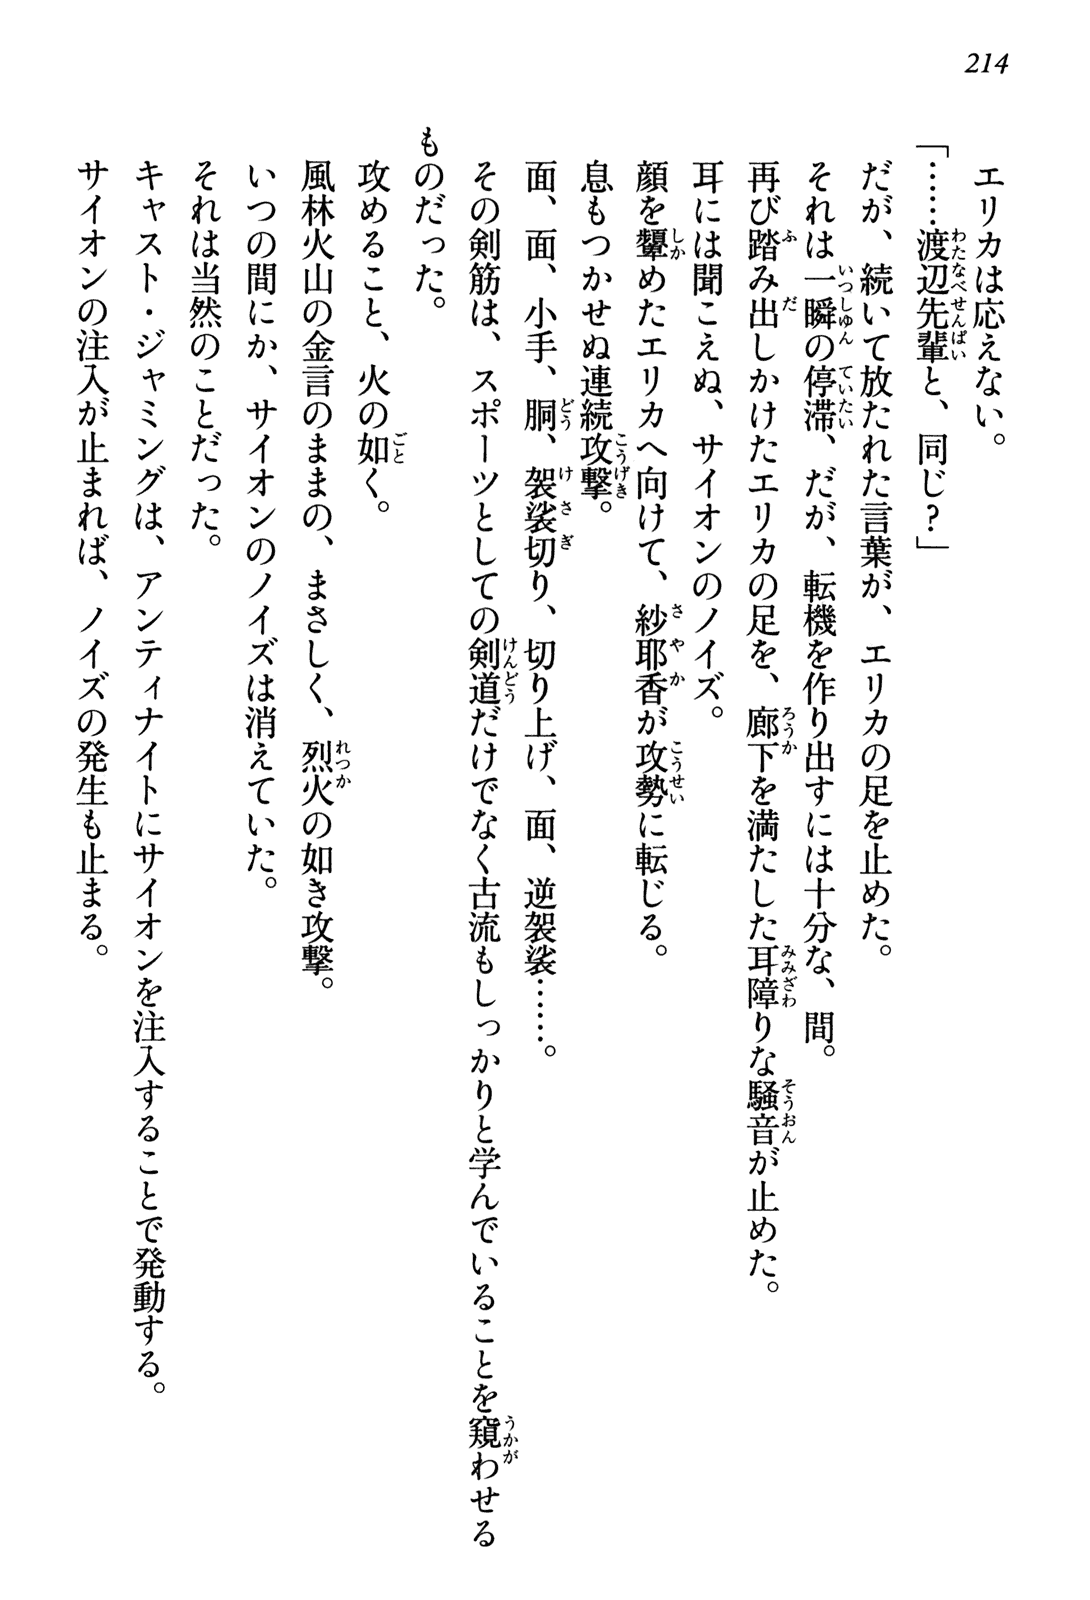 214
エリカは応えない。
「……渡辺先輩と、同じ？」
だが、続いて放たれた言葉が、エリカの足を止めた。
それは一瞬の停滞、だが、転機を作り出すには十分な、間。
再び踏み出しかけたエリカの足を、廊下を満たした耳障りな騒音が止めた。
耳には聞こえぬ、サイオンのノイズ。
顔を顰めたエリカへ向けて、紗耶香が攻勢に転じる。
息もつかせぬ連続攻撃。
面、面、小手、胴、袈裟切り、切り上げ、面、逆袈裟……。
その剣筋は、スポーツとしての剣道だけでなく古流もしっかりと学んでいることを窺わせる
ものだった。
攻めること、火の如く。
風林火山の金言のままの、まさしく、烈火の如き攻撃。
いつの間にか、サイオンのノイズは消えていた。
それは当然のことだった。
キャスト・ジャミングは、アンティナイトにサイオンを注入することで発動する。
サイオンの注入が止まれば、ノイズの発生も止まる。